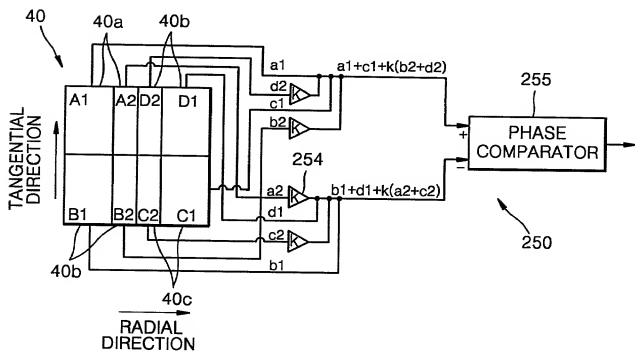 40
40a
40b
A1 A2 D2 D1
a1
a1+c1+k(b2+d2)
d2
K
c1
b2
K
255
PHASE
COMPARATOR
+
−
TANGENTIAL
DIRECTION
254
a2
K
b1+d1+k(a2+c2)
d1
B1 B2 C2 C1
c2
K
b1
250
40b
40c
RADIAL
DIRECTION